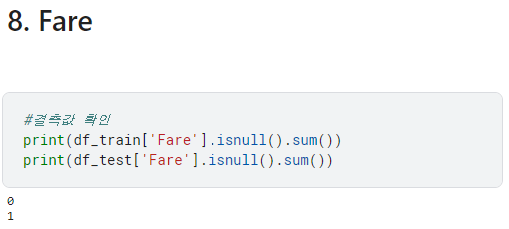 8. Fare
#결측값 확인
print(df_train['Fare'].isnull().sum())
print(df_test['Fare'].isnull().sum())
0
1